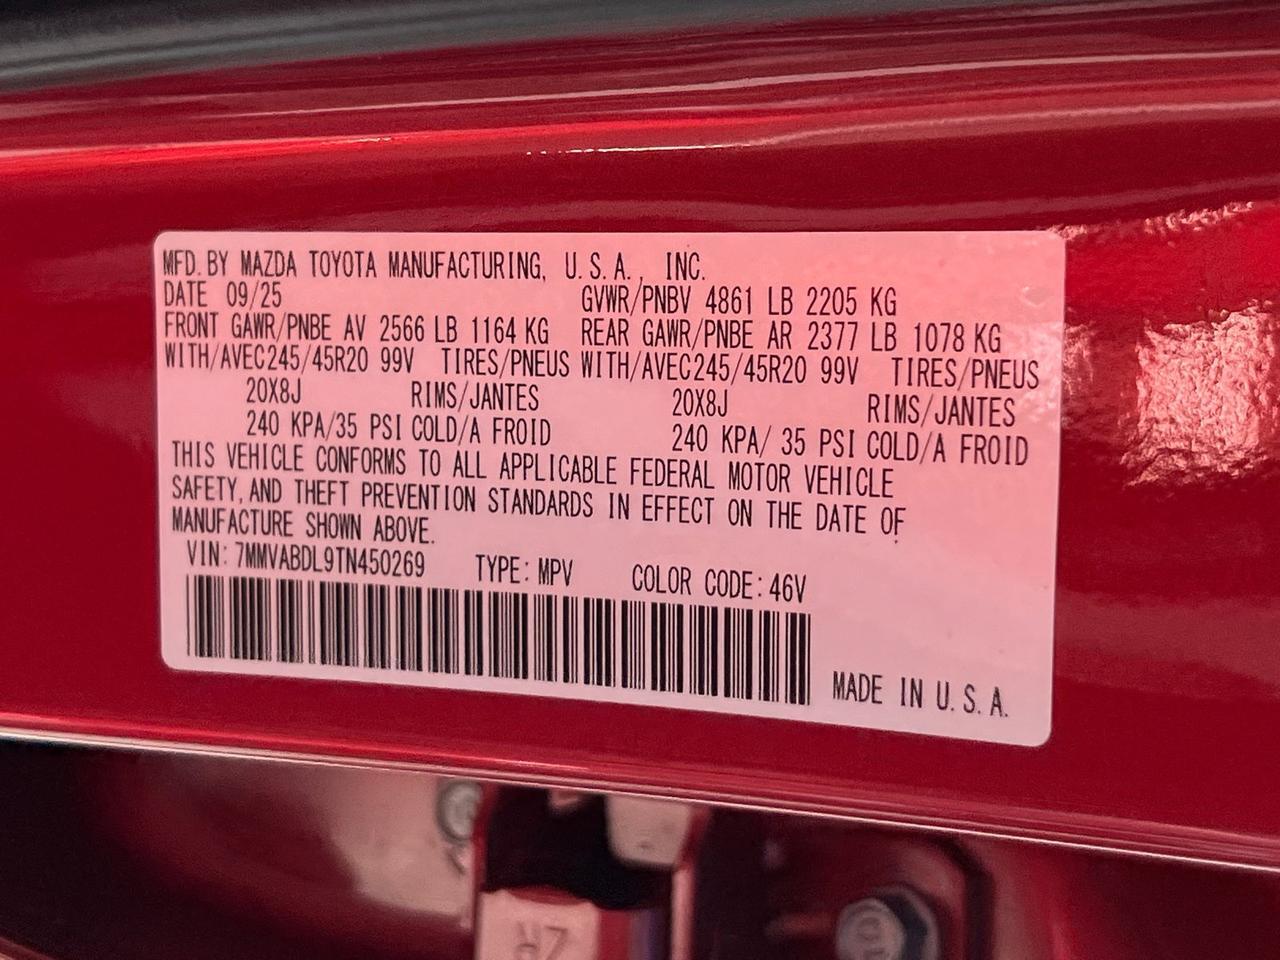 MFD. BY MAZDA TOYOTA MANUFACTURING, U.S.A., INC.
DATE 09/25 GVWR/PNBV 4861 LB 2205 KG
FRONT GAWR/PNBE AV 2566 LB 1164 KG REAR GAWR/PNBE AR 2377 LB 1078 KG
WITH/AVEC245/45R20 99V TIRES/PNEUS WITH/AVEC245/45R20 99V TIRES/PNEUS
20X8J RIMS/JANTES 20X8J RIMS/JANTES
240 KPA/35 PSI COLD/A FROID 240 KPA/ 35 PSI COLD/A FROID
THIS VEHICLE CONFORMS TO ALL APPLICABLE FEDERAL MOTOR VEHICLE
SAFETY, AND THEFT PREVENTION STANDARDS IN EFFECT ON THE DATE OF
MANUFACTURE SHOWN ABOVE.
VIN: 7MMVABDL9TN450269 TYPE: MPV COLOR CODE: 46V
MADE IN U.S.A.